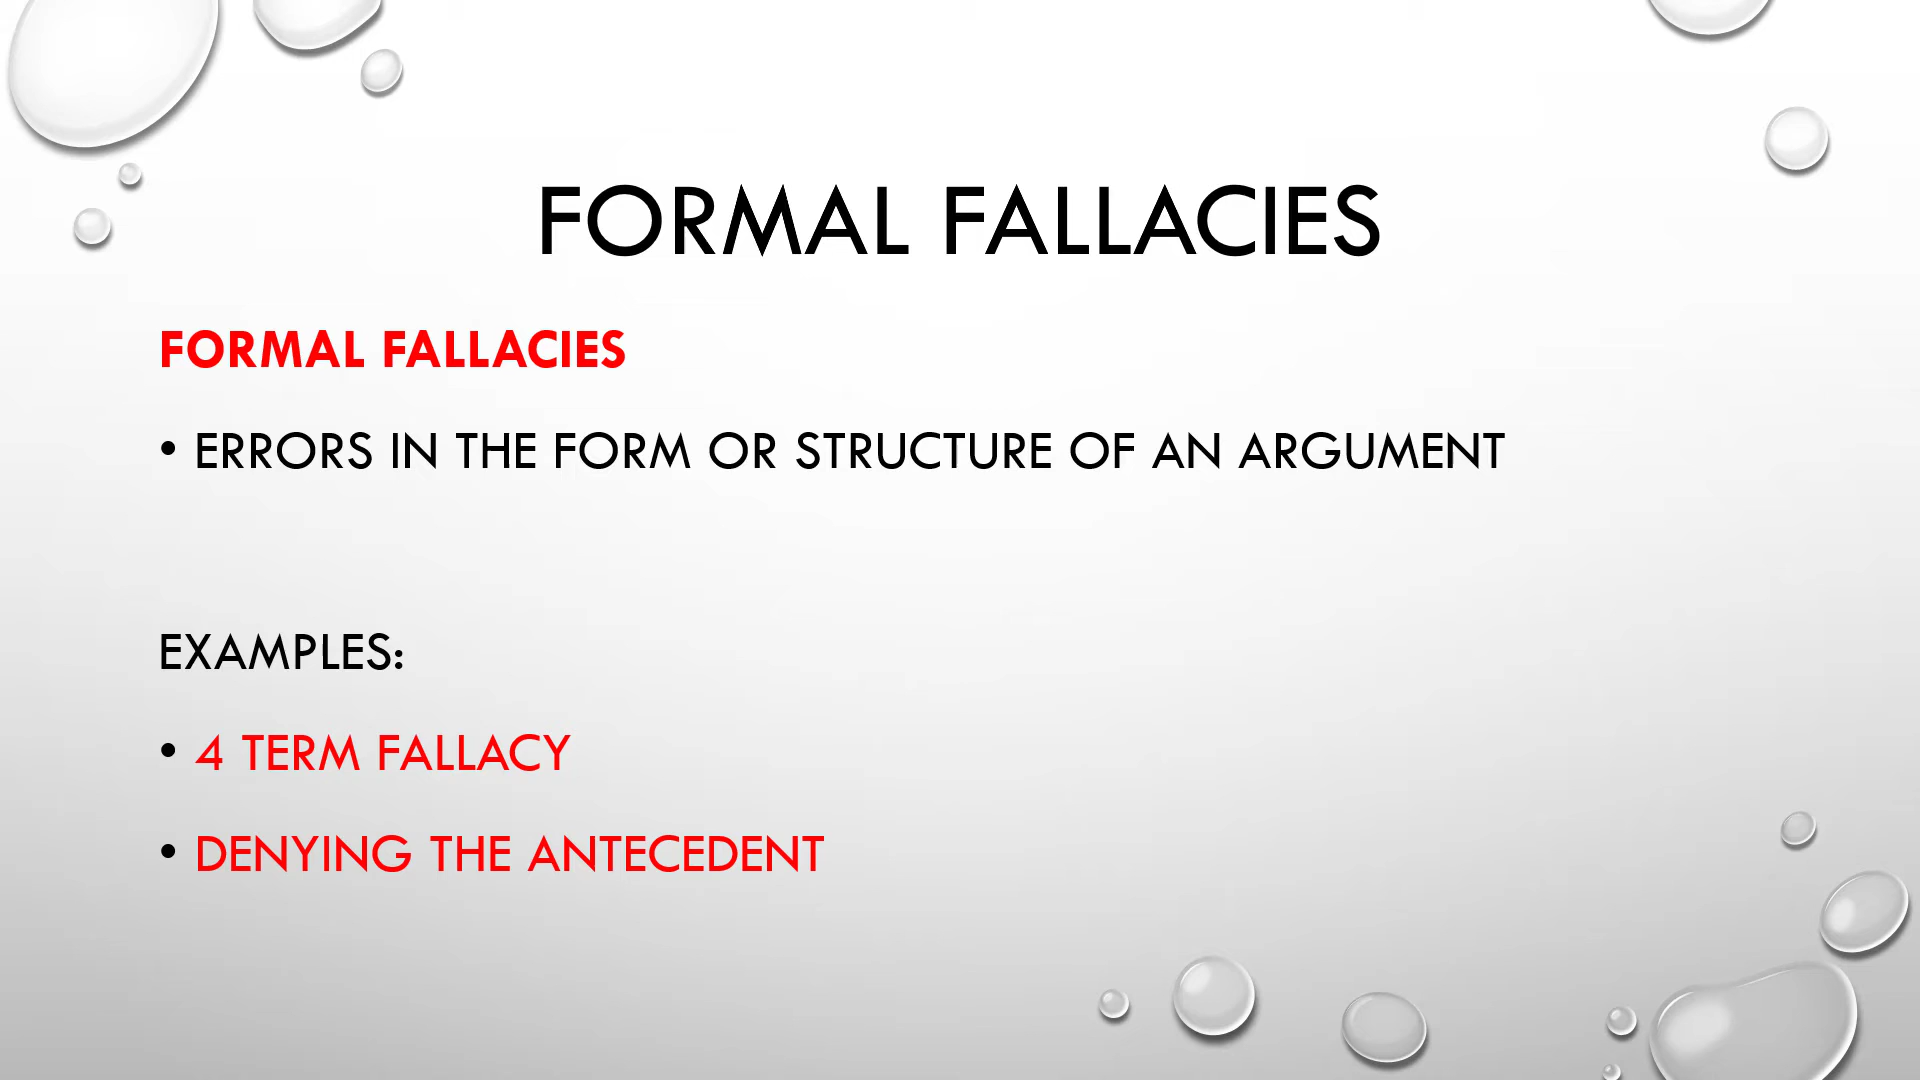 FORMAL FALLACIES
FORMAL FALLACIES
• ERRORS IN THE FORM OR STRUCTURE OF AN ARGUMENT
EXAMPLES:
• 4 TERM FALLACY
• DENYING THE ANTECEDENT